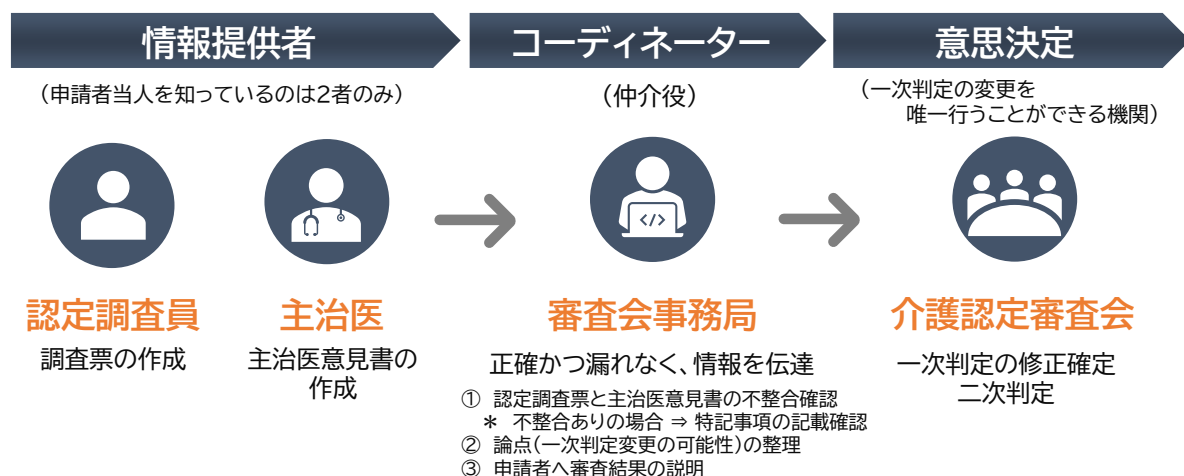 情報提供者
コーディネーター
意思決定
（申請者当人を知っているのは2者のみ）
（仲介役）
（一次判定の変更を
唯一行うことができる機関）
</>
認定調査員
主治医
審査会事務局
介護認定審査会
調査票の作成
主治医意見書の
作成
正確かつ漏れなく、情報を伝達
① 認定調査票と主治医意見書の不整合確認
＊ 不整合ありの場合 ⇒ 特記事項の記載確認
② 論点（一次判定変更の可能性）の整理
③ 申請者へ審査結果の説明
一次判定の修正確定
二次判定